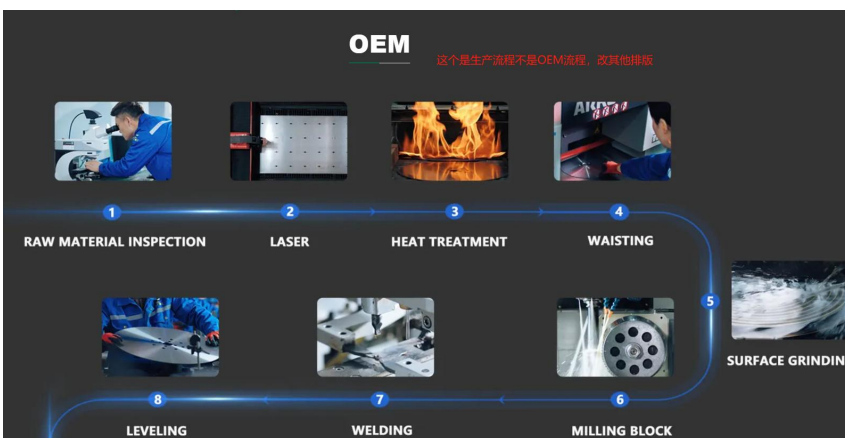 OEM
这个是生产流程不是OEM流程，改其他排版
1
2
3
4
RAW MATERIAL INSPECTION
LASER
HEAT TREATMENT
WAISTING
5
SURFACE GRINDIN
8
7
6
LEVELING
WELDING
MILLING BLOCK